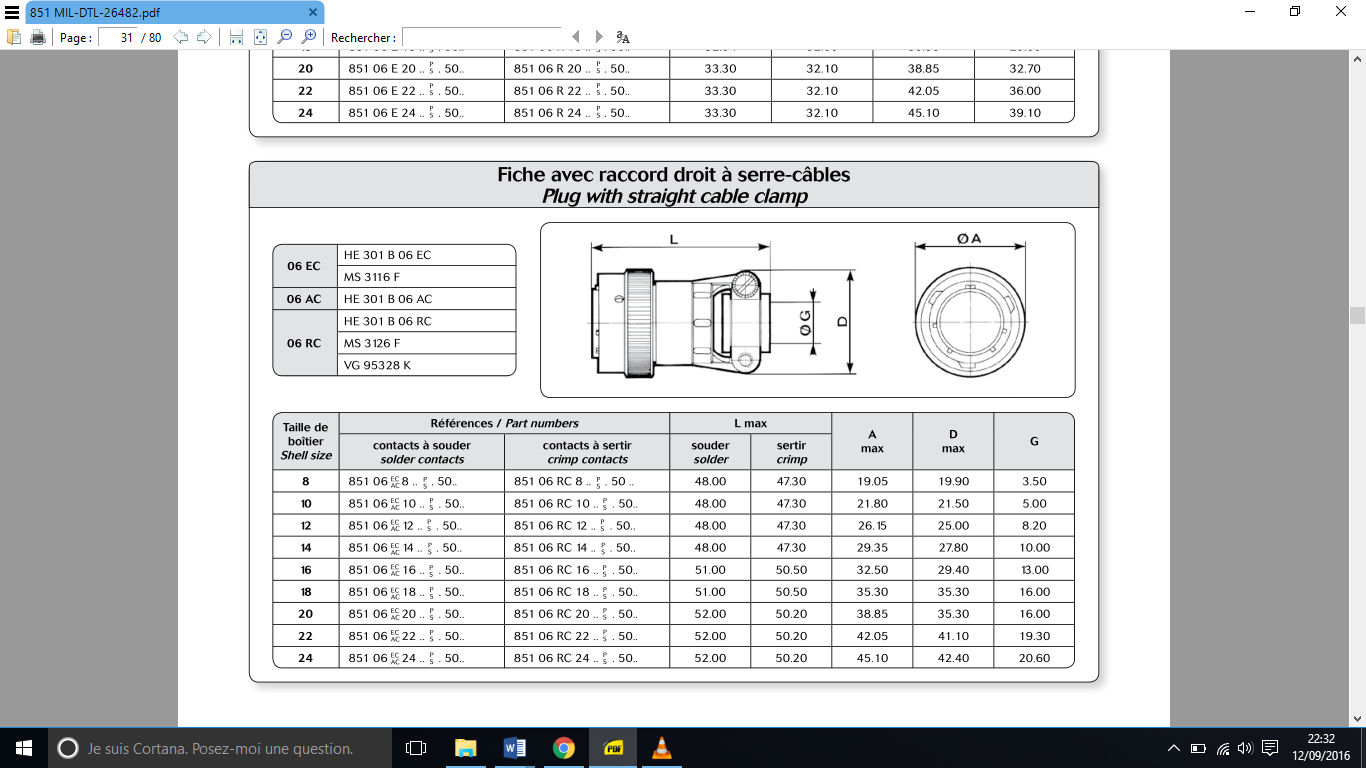 851 MIL-DTL-26482.pdf ×
Page : 31 / 80 Rechercher :
20 851 06 E 20 .. P S . 50.. 851 06 R 20 .. P S . 50.. 33.30 32.10 38.85 32.70
22 851 06 E 22 .. P S . 50.. 851 06 R 22 .. P S . 50.. 33.30 32.10 42.05 36.00
24 851 06 E 24 .. P S . 50.. 851 06 R 24 .. P S . 50.. 33.30 32.10 45.10 39.10
Fiche avec raccord droit à serre-câbles
Plug with straight cable clamp
06 EC
HE 301 B 06 EC
MS 3116 F
06 AC
HE 301 B 06 AC
06 RC
HE 301 B 06 RC
MS 3126 F
VG 95328 K
L
Ø G
D
Ø A
Taille de
boîtier
Shell size
Références / Part numbers
contacts à souder
solder contacts
contacts à sertir
crimp contacts
L max
souder
solder
sertir
crimp
A
max
D
max
G
8 851 06 EC AC 8 .. P S . 50.. 851 06 RC 8 .. P S . 50 .. 48.00 47.30 19.05 19.90 3.50
10 851 06 EC AC 10 .. P S . 50.. 851 06 RC 10 .. P S . 50.. 48.00 47.30 21.80 21.50 5.00
12 851 06 EC AC 12 .. P S . 50.. 851 06 RC 12 .. P S . 50.. 48.00 47.30 26.15 25.00 8.20
14 851 06 EC AC 14 .. P S . 50.. 851 06 RC 14 .. P S . 50.. 48.00 47.30 29.35 27.80 10.00
16 851 06 EC AC 16 .. P S . 50.. 851 06 RC 16 .. P S . 50.. 51.00 50.50 32.50 29.40 13.00
18 851 06 EC AC 18 .. P S . 50.. 851 06 RC 18 .. P S . 50.. 51.00 50.50 35.30 35.30 16.00
20 851 06 EC AC 20 .. P S . 50.. 851 06 RC 20 .. P S . 50.. 52.00 50.20 38.85 35.30 16.00
22 851 06 EC AC 22 .. P S . 50.. 851 06 RC 22 .. P S . 50.. 52.00 50.20 42.05 41.10 19.30
24 851 06 EC AC 24 .. P S . 50.. 851 06 RC 24 .. P S . 50.. 52.00 50.20 45.10 42.40 20.60
Je suis Cortana. Posez-moi une question.
PDF
22:32
12/09/2016